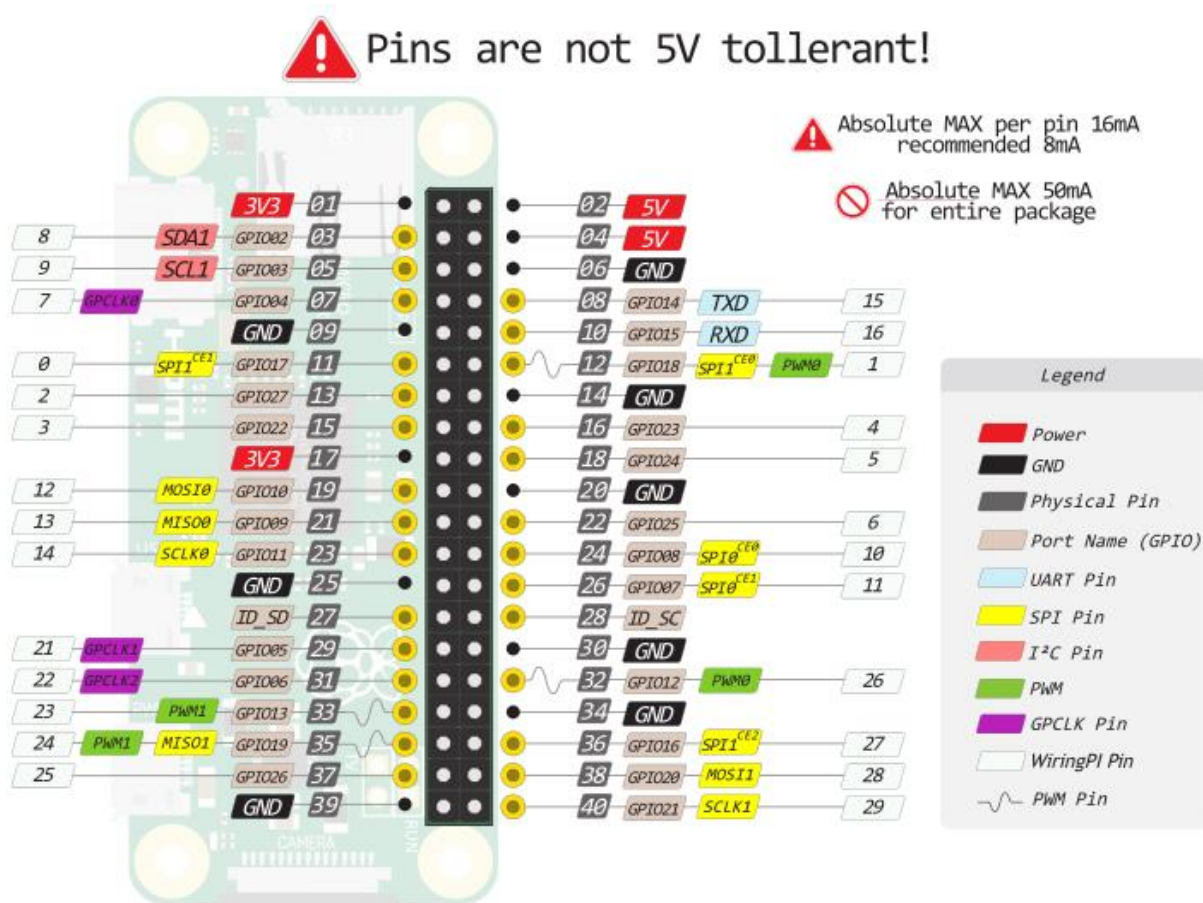 Pins are not 5V tollerant!
Absolute MAX per pin 16mA
recommended 8mA
Absolute MAX 50mA
for entire package
3V3 01 02 5V
8 SDA1 GPIO02 03 04 5V
9 SCL1 GPIO03 05 06 GND
7 GPCLK0 GPIO04 07 08 GPIO14 TXD 15
GND 09 10 GPIO15 RXD 16
0 SPI1 CE1 GPIO17 11 12 GPIO18 SPI1 CE0 PWM0 1
2 GPIO27 13 14 GND
3 GPIO22 15 16 GPIO23 4
3V3 17 18 GPIO24 5
12 MOSI0 GPIO10 19 20 GND
13 MISO0 GPIO09 21 22 GPIO25 6
14 SCLK0 GPIO11 23 24 GPIO08 SPI0 CE0 10
GND 25 26 GPIO07 SPI0 CE1 11
ID_SD 27 28 ID_SC
21 GPCLK1 GPIO05 29 30 GND
22 GPCLK2 GPIO06 31 32 GPIO12 PWM0 26
23 PWM1 GPIO13 33 34 GND
24 PWM1 MISO1 GPIO19 35 36 GPIO16 SPI1 CE2 27
25 GPIO26 37 38 GPIO20 MOSI1 28
GND 39 40 GPIO21 SCLK1 29
RUN
CAMERA
Legend
Power
GND
Physical Pin
Port Name (GPIO)
UART Pin
SPI Pin
I²C Pin
PWM
GPCLK Pin
WiringPI Pin
PWM Pin